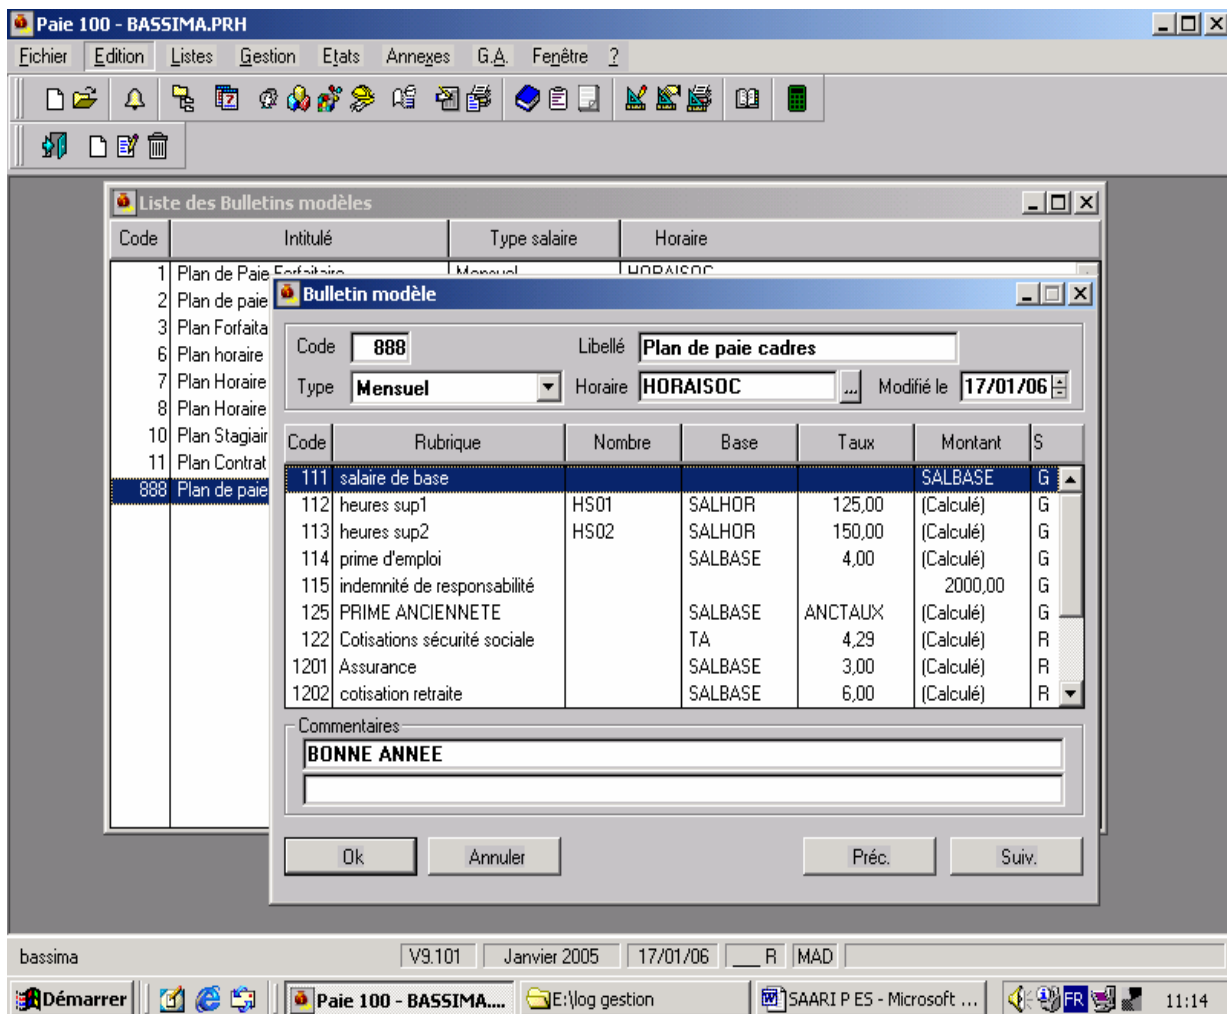 Paie 100 - BASSIMA.PRH
Fichier Edition Listes Gestion Etats Annexes G.A. Fenêtre ?
Liste des Bulletins modèles
Code Intitulé Type salaire Horaire
1 Plan de Paie Forfaitaire Mensuel HORAISOC
2 Plan de paie
3 Plan Forfaita
6 Plan horaire
7 Plan Horaire
8 Plan Horaire
10 Plan Stagiair
11 Plan Contrat
888 Plan de paie
Bulletin modèle
Code 888 Libellé Plan de paie cadres
Type Mensuel Horaire HORAISOC ... Modifié le 17/01/06
Code Rubrique Nombre Base Taux Montant S
111 salaire de base SALBASE G
112 heures sup1 HS01 SALHOR 125,00 (Calculé) G
113 heures sup2 HS02 SALHOR 150,00 (Calculé) G
114 prime d'emploi SALBASE 4,00 (Calculé) G
115 indemnité de responsabilité 2000,00 G
125 PRIME ANCIENNETE SALBASE ANCTAUX (Calculé) G
122 Cotisations sécurité sociale TA 4,29 (Calculé) R
1201 Assurance SALBASE 3,00 (Calculé) R
1202 cotisation retraite SALBASE 6,00 (Calculé) R
Commentaires
BONNE ANNEE
Ok Annuler Préc. Suiv.
bassima V9.101 Janvier 2005 17/01/06 ___ R MAD
Démarrer Paie 100 - BASSIMA.... E:\log gestion SAARI P ES - Microsoft ... FR 11:14